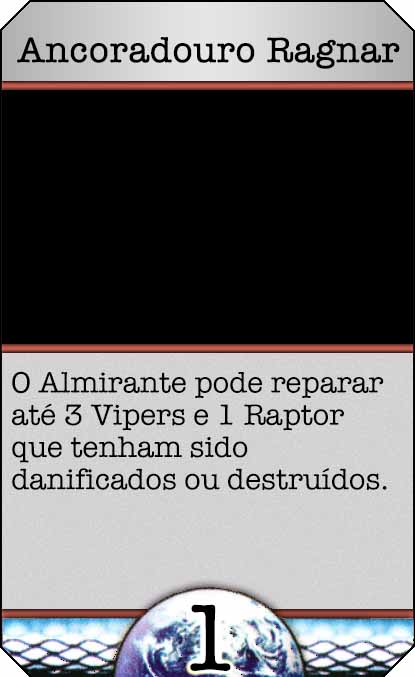 Ancoradouro Ragnar
O Almirante pode reparar
até 3 Vipers e 1 Raptor
que tenham sido
danificados ou destruídos.
1